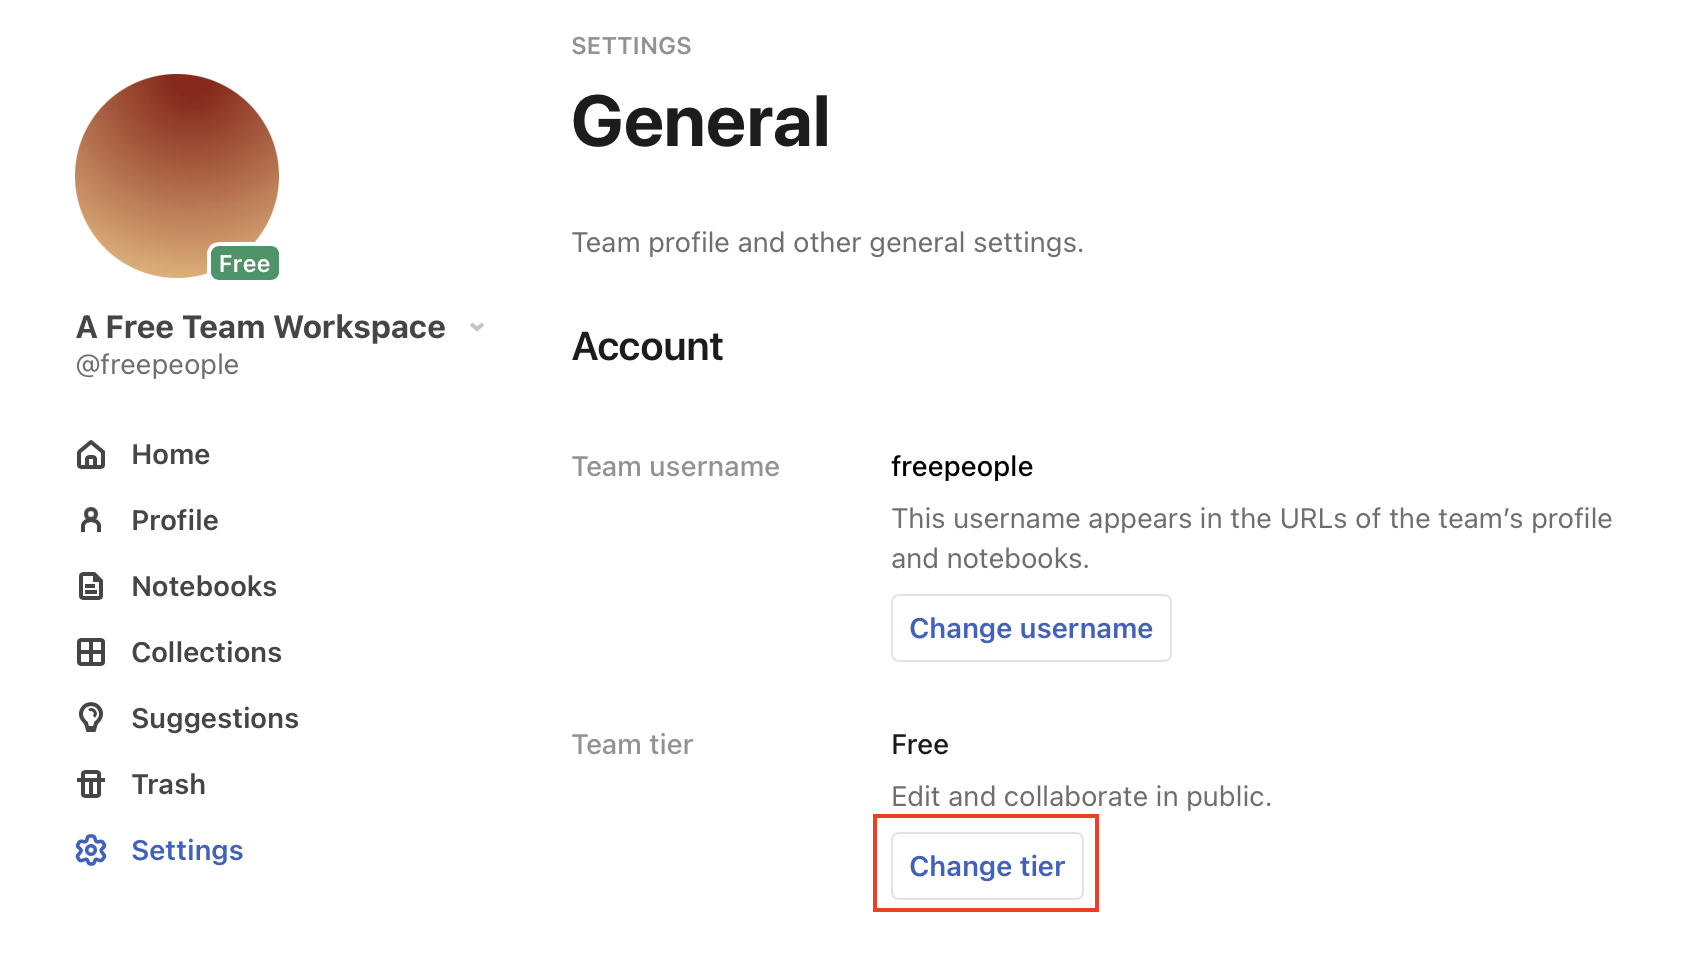 Free
A Free Team Workspace
@freepeople
Home
Profile
Notebooks
Collections
Suggestions
Trash
Settings
SETTINGS
General
Team profile and other general settings.
Account
Team username
freepeople
This username appears in the URLs of the team’s profile
and notebooks.
Change username
Team tier
Free
Edit and collaborate in public.
Change tier